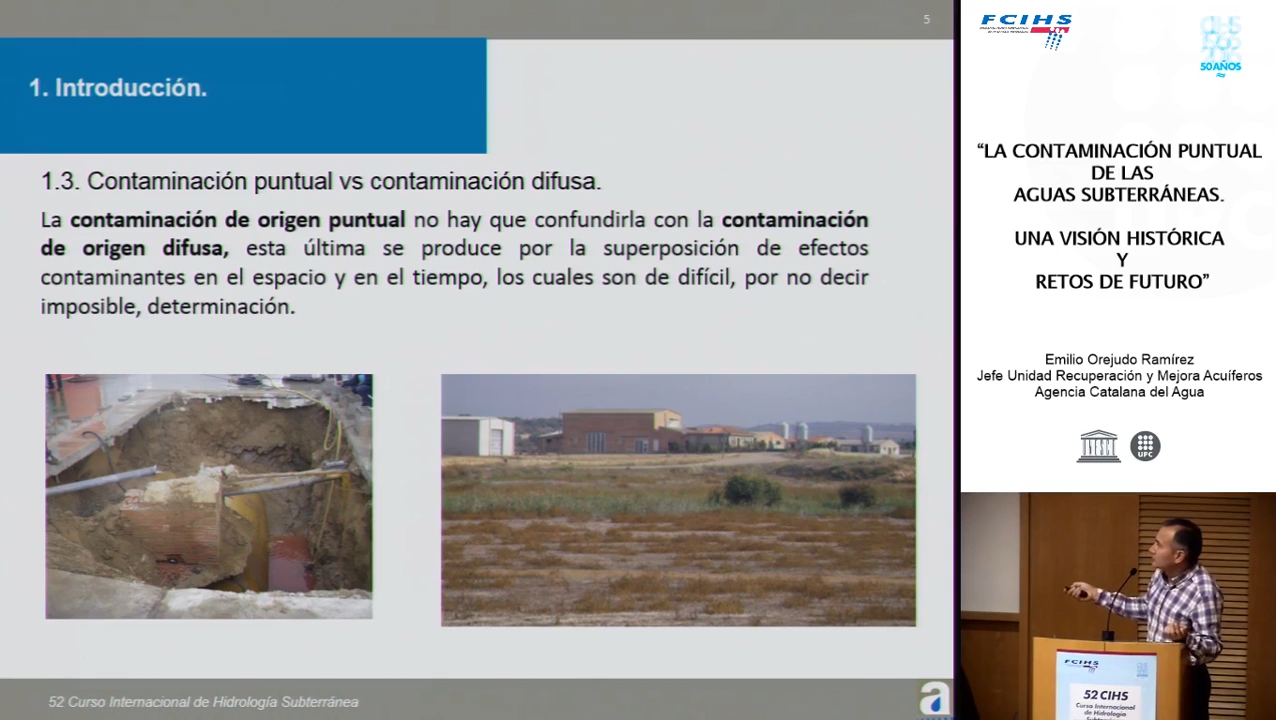 5
1. Introducción.
1.3. Contaminación puntual vs contaminación difusa.
La contaminación de origen puntual no hay que confundirla con la contaminación
de origen difusa, esta última se produce por la superposición de efectos
contaminantes en el espacio y en el tiempo, los cuales son de difícil, por no decir
imposible, determinación.
52 Curso Internacional de Hidrología Subterránea
a
FCIHS
50 AÑOS
“LA CONTAMINACIÓN PUNTUAL
DE LAS
AGUAS SUBTERRÁNEAS.
UNA VISIÓN HISTÓRICA
Y
RETOS DE FUTURO”
Emilio Orejudo Ramírez
Jefe Unidad Recuperación y Mejora Acuíferos
Agencia Catalana del Agua
UNESCO
UPC
FCIHS
52 CIHS
Curso Internacional
de Hidrología